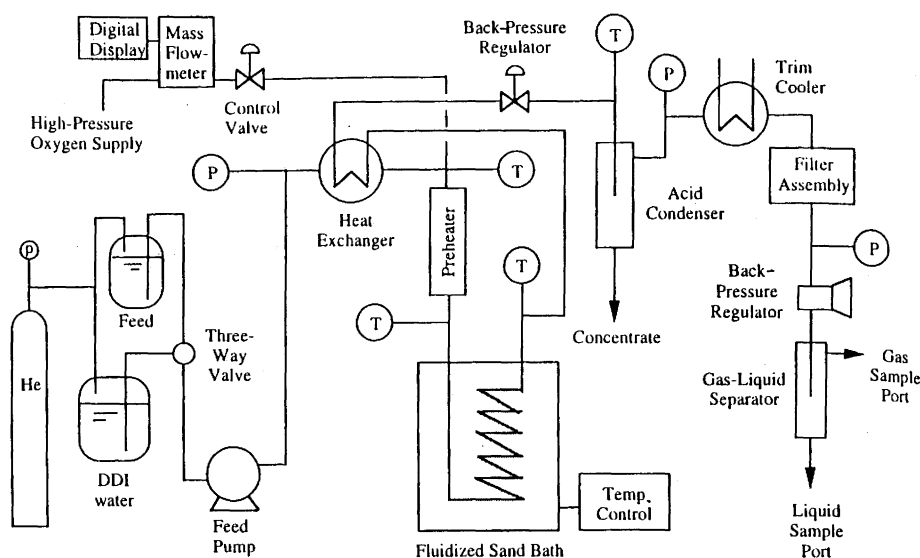 Digital
Display
Mass
Flow-
meter
High-Pressure
Oxygen Supply
Control
Valve
Back-Pressure
Regulator
T
P
Trim
Cooler
P
Heat
Exchanger
T
Acid
Condenser
Filter
Assembly
P
Feed
Preheater
T
T
Concentrate
Back-
Pressure
Regulator
P
He
Three-
Way
Valve
DDI
water
Feed
Pump
Fluidized Sand Bath
Temp.
Control
Gas-Liquid
Separator
Gas
Sample
Port
Liquid
Sample
Port